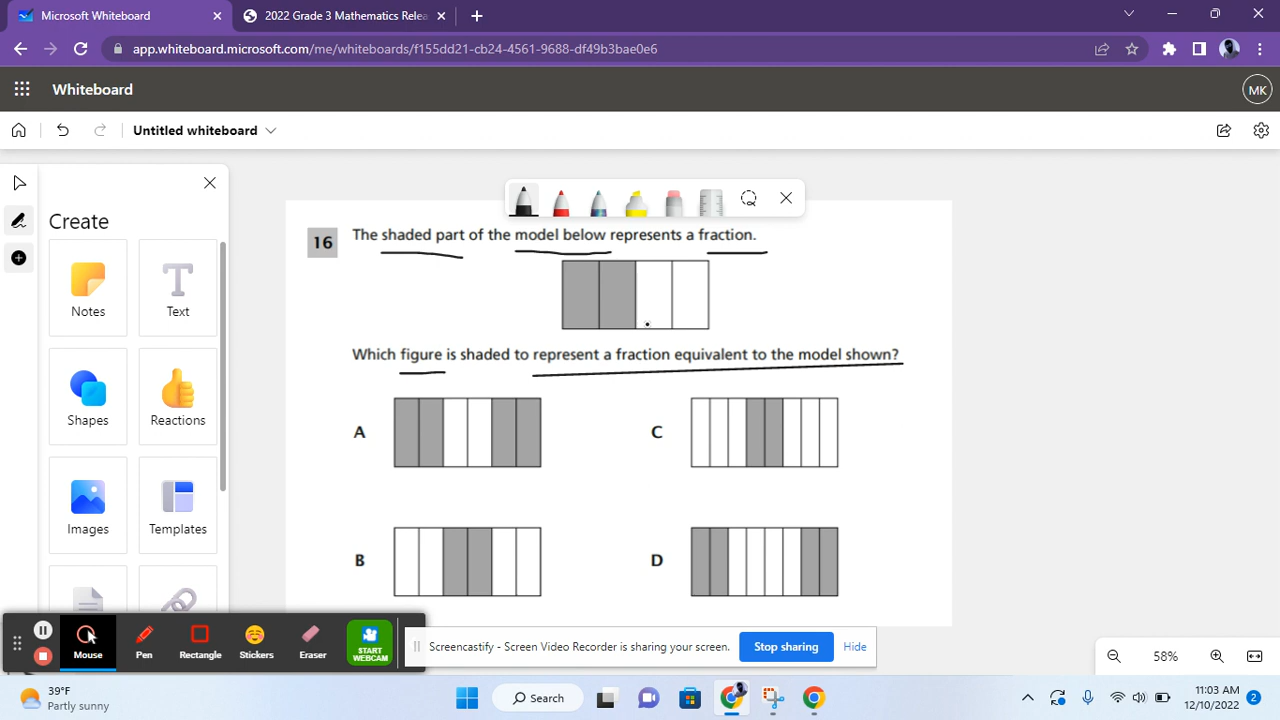 Microsoft Whiteboard
2022 Grade 3 Mathematics Relea
app.whiteboard.microsoft.com/me/whiteboards/f155dd21-cb24-4561-9688-df49b3bae0e6
Whiteboard
MK
Untitled whiteboard
Create
Notes
Text
Shapes
Reactions
Images
Templates
16 The shaded part of the model below represents a fraction.
Which figure is shaded to represent a fraction equivalent to the model shown?
A
C
B
D
Mouse
Pen
Rectangle
Stickers
Eraser
START
WEBCAM
Screencastify - Screen Video Recorder is sharing your screen.
Stop sharing
Hide
58%
39°F
Partly sunny
Search
11:03 AM
12/10/2022
2